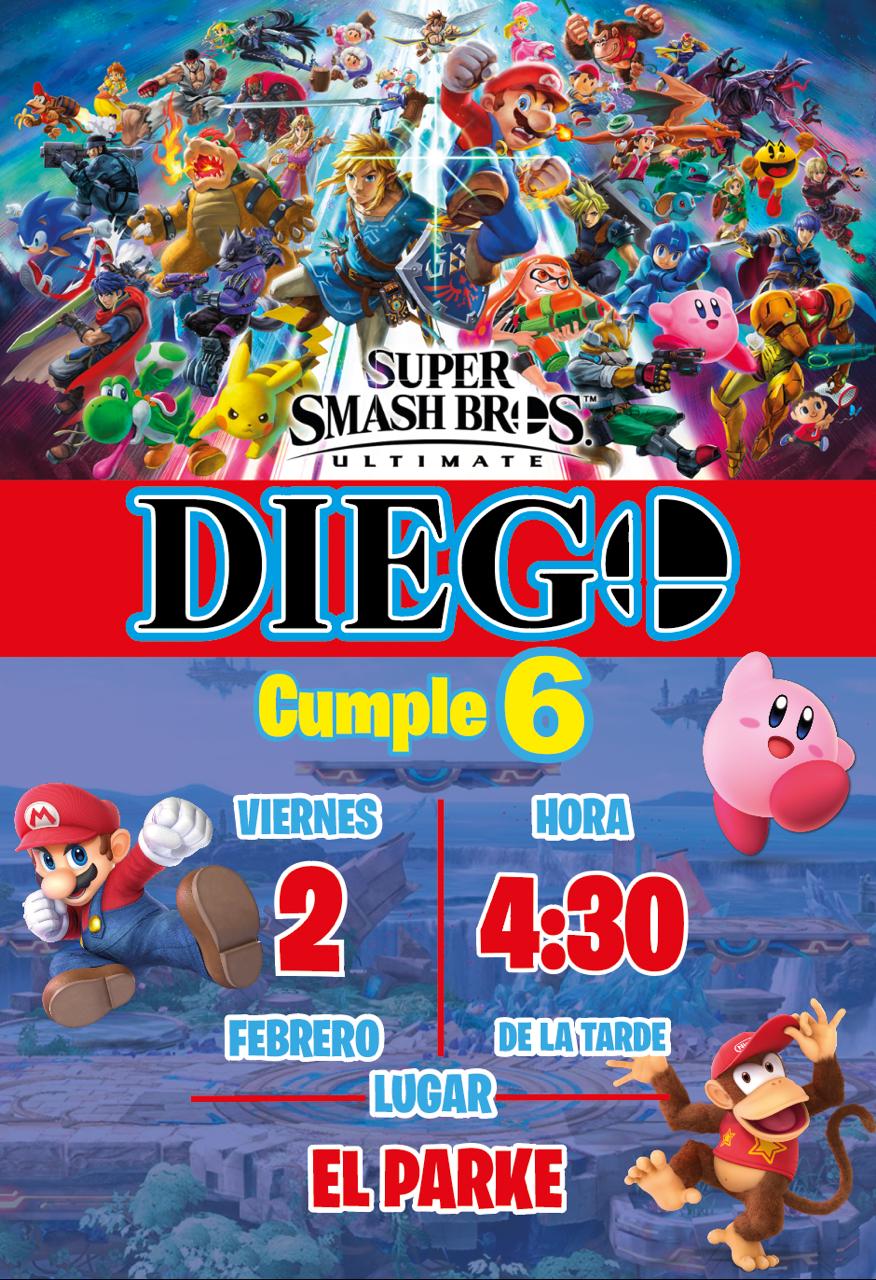 SUPER
SMASH BROS.™
ULTIMATE
DIEGO
Cumple 6
VIERNES
2
FEBRERO
HORA
4:30
DE LA TARDE
LUGAR
EL PARKE